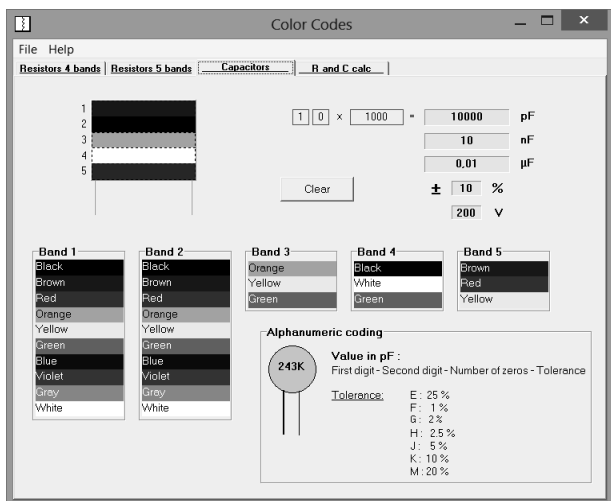 Color Codes
File Help
Resistors 4 bands Resistors 5 bands Capacitors R and C calc
1
2
3
4
5
1 0 x 1000 = 10000 pF
10 nF
0,01 µF
± 10 %
200 V
Clear
Band 1
Black
Brown
Red
Orange
Yellow
Green
Blue
Violet
Gray
White
Band 2
Black
Brown
Red
Orange
Yellow
Green
Blue
Violet
Gray
White
Band 3
Orange
Yellow
Green
Band 4
Black
White
Green
Band 5
Brown
Red
Yellow
Alphanumeric coding
243K
Value in pF :
First digit - Second digit - Number of zeros - Tolerance
Tolerance: E : 25 %
F : 1 %
G : 2 %
H : 2.5 %
J : 5 %
K : 10 %
M : 20 %